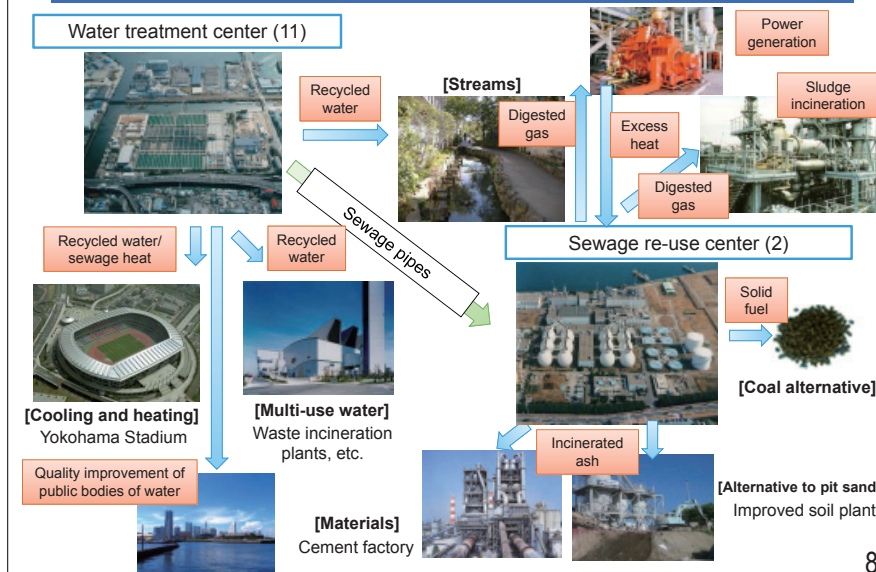 Water treatment center (11)
Recycled
water
[Streams]
Digested
gas
Power
generation
Excess
heat
Sludge
incineration
Digested
gas
Sewage pipes
Recycled water/
sewage heat
Recycled
water
Sewage re-use center (2)
Solid
fuel
[Coal alternative]
[Cooling and heating]
Yokohama Stadium
[Multi-use water]
Waste incineration
plants, etc.
Quality improvement of
public bodies of water
Incinerated
ash
[Materials]
Cement factory
[Alternative to pit sand
Improved soil plant
8